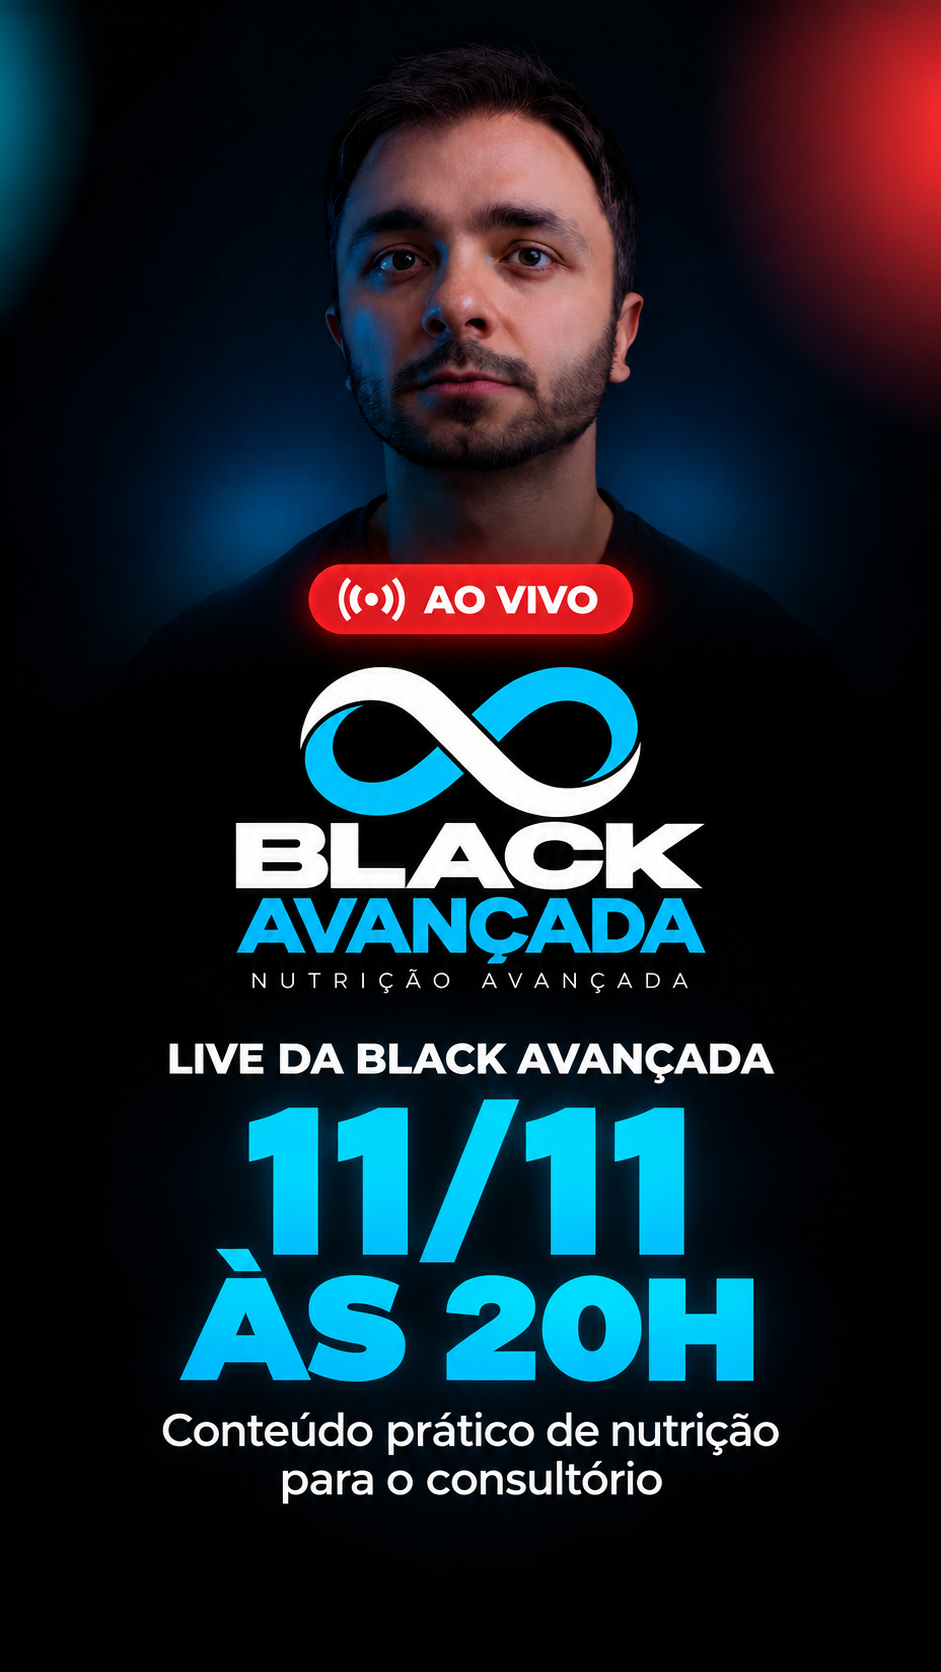 AO VIVO
BLACK
AVANÇADA
NUTRIÇÃO AVANÇADA
LIVE DA BLACK AVANÇADA
11/11
ÀS 20H
Conteúdo prático de nutrição
para o consultório